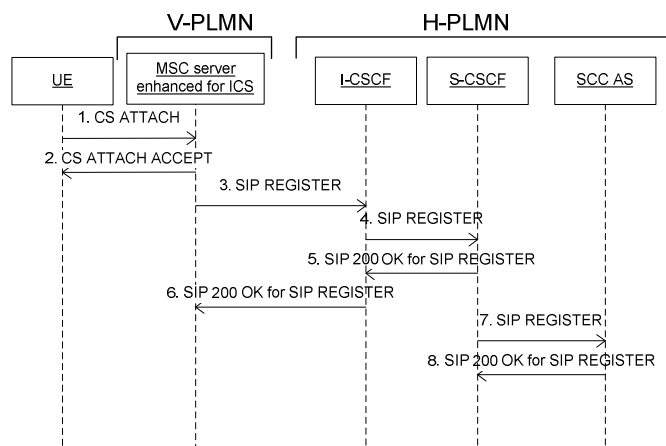 V-PLMN
H-PLMN
UE
MSC server
enhanced for ICS
I-CSCF
S-CSCF
SCC AS
1. CS ATTACH
2. CS ATTACH ACCEPT
3. SIP REGISTER
4. SIP REGISTER
5. SIP 200 OK for SIP REGISTER
6. SIP 200 OK for SIP REGISTER
7. SIP REGISTER
8. SIP 200 OK for SIP REGISTER